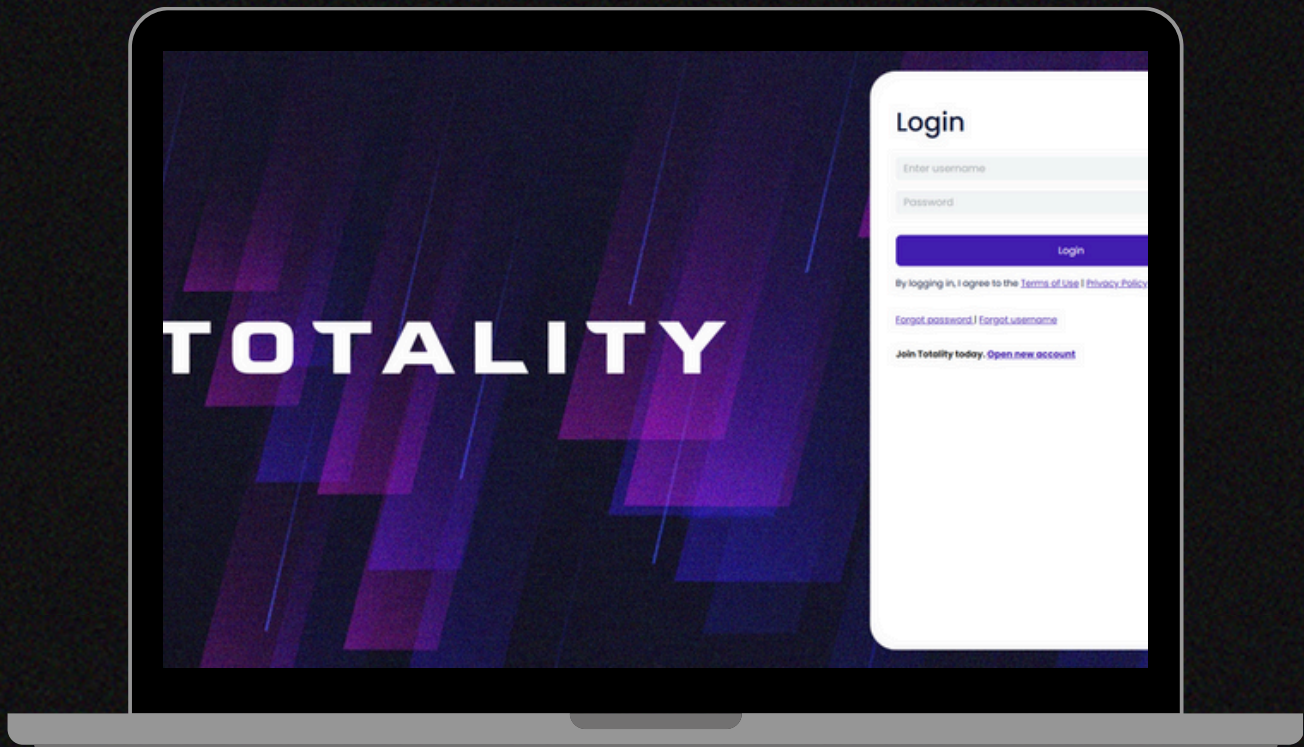 TOTALITY
Login
Enter username
Password
Login
By logging in, I agree to the Terms of Use | Privacy Policy
Forgot password | Forgot username
Join Totality today. Open new account